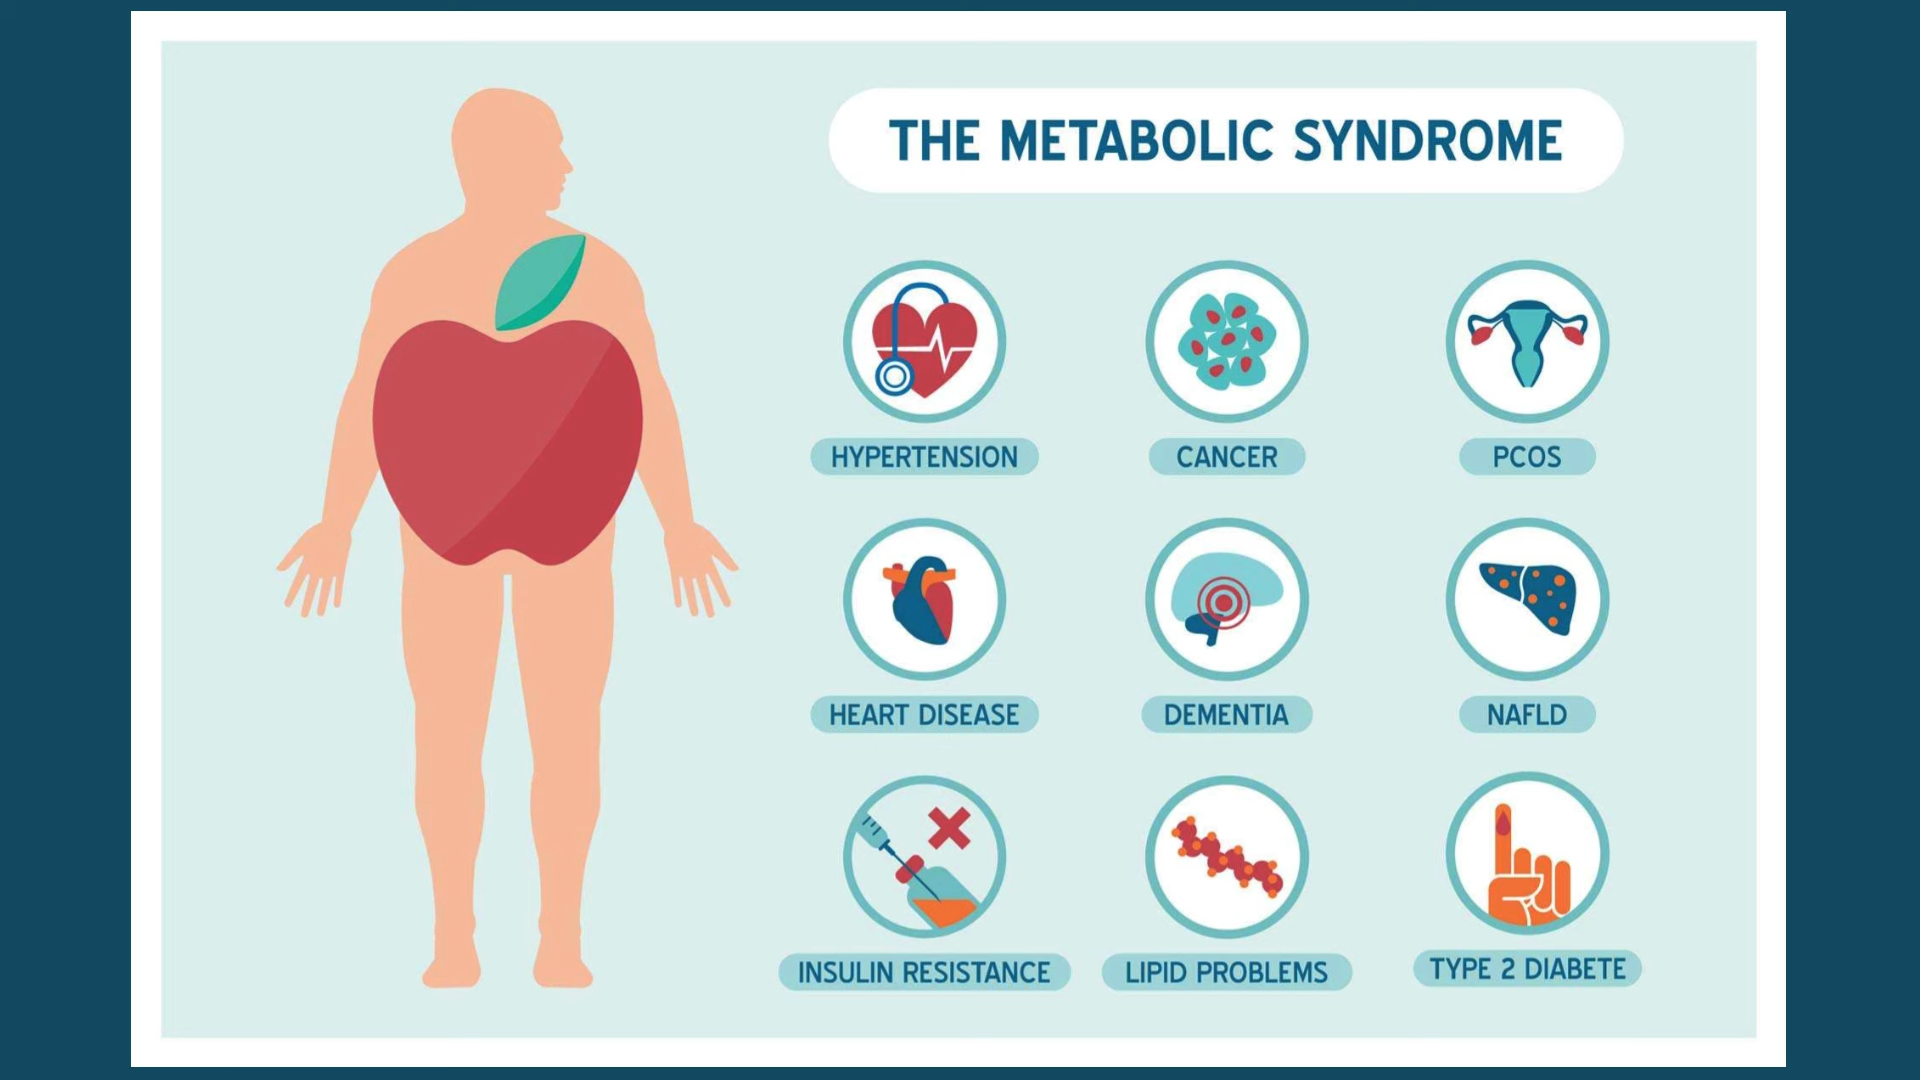 THE METABOLIC SYNDROME
HYPERTENSION
CANCER
PCOS
HEART DISEASE
DEMENTIA
NAFLD
INSULIN RESISTANCE
LIPID PROBLEMS
TYPE 2 DIABETE